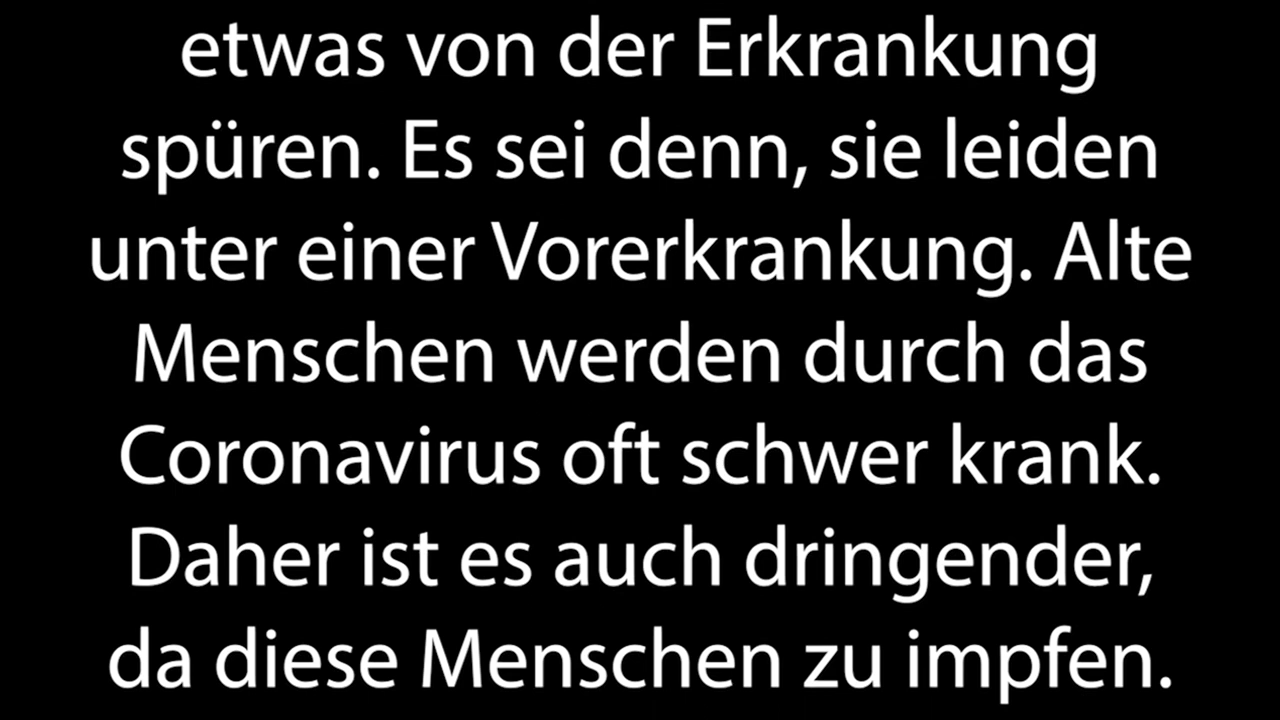 etwas von der Erkrankung
spüren. Es sei denn, sie leiden
unter einer Vorerkrankung. Alte
Menschen werden durch das
Coronavirus oft schwer krank.
Daher ist es auch dringender,
da diese Menschen zu impfen.